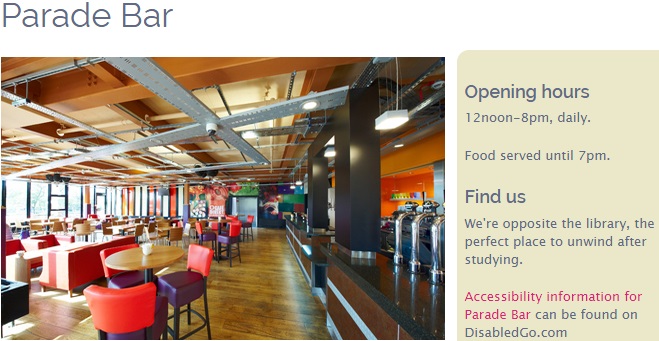 Parade Bar
Opening hours
12noon-8pm, daily.
Food served until 7pm.
Find us
We're opposite the library, the
perfect place to unwind after
studying.
Accessibility information for
Parade Bar can be found on
DisabledGo.com